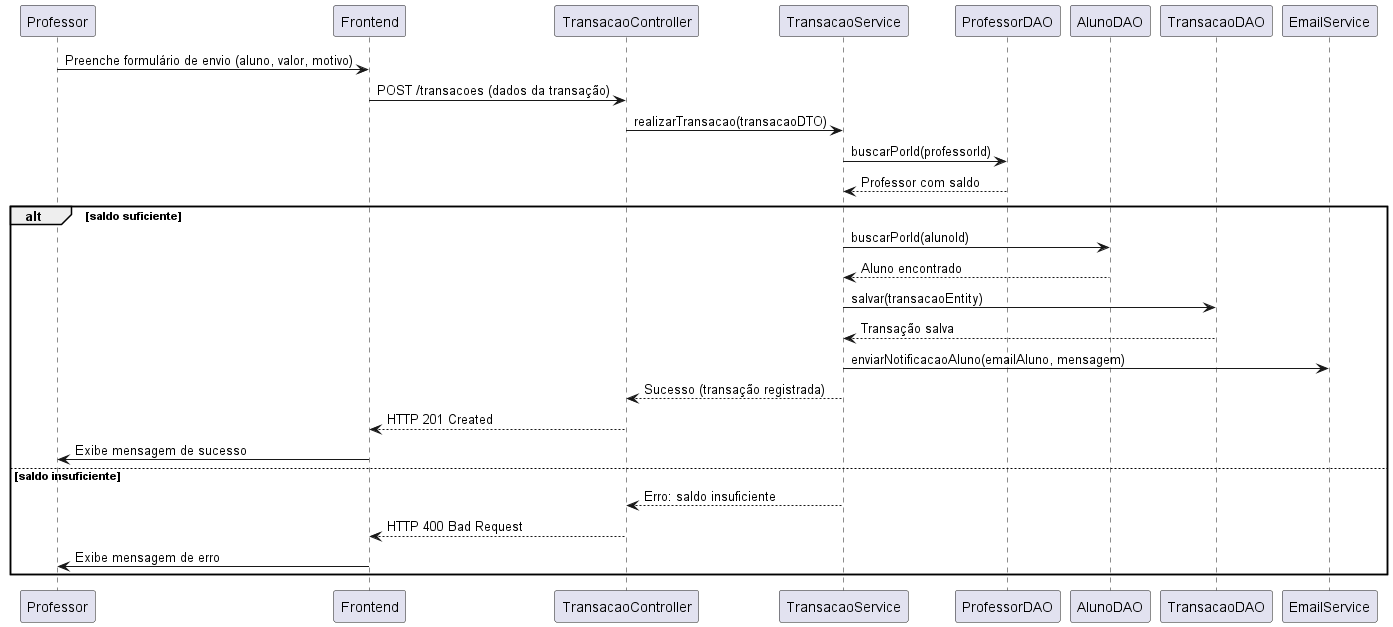 Professor Frontend TransacaoController TransacaoService ProfessorDAO AlunoDAO TransacaoDAO EmailService
Preenche formulário de envio (aluno, valor, motivo)
POST /transacoes (dados da transação)
realizarTransacao(transacaoDTO)
buscarPorId(professorId)
Professor com saldo
alt [saldo suficiente]
buscarPorId(alunoId)
Aluno encontrado
salvar(transacaoEntity)
Transação salva
enviarNotificacaoAluno(emailAluno, mensagem)
Sucesso (transação registrada)
HTTP 201 Created
Exibe mensagem de sucesso
[saldo insuficiente]
Erro: saldo insuficiente
HTTP 400 Bad Request
Exibe mensagem de erro
Professor Frontend TransacaoController TransacaoService ProfessorDAO AlunoDAO TransacaoDAO EmailService